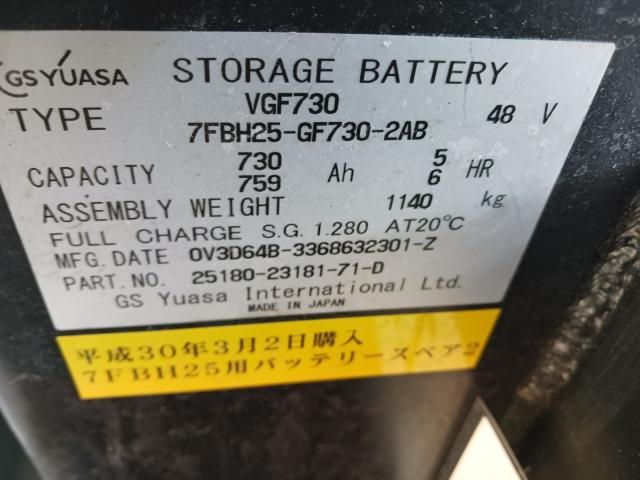 GS YUASA STORAGE BATTERY
TYPE VGF730 48 V
7FBH25-GF730-2AB
CAPACITY 730 Ah 5 HR
759 6
ASSEMBLY WEIGHT 1140 kg
FULL CHARGE S.G. 1.280 AT20℃
MFG.DATE 0V3D64B-3368632301-Z
PART.NO. 25180-23181-71-D
GS Yuasa International Ltd.
MADE IN JAPAN
平成30年3月2日購入
7FBH25用バッテリースペア2